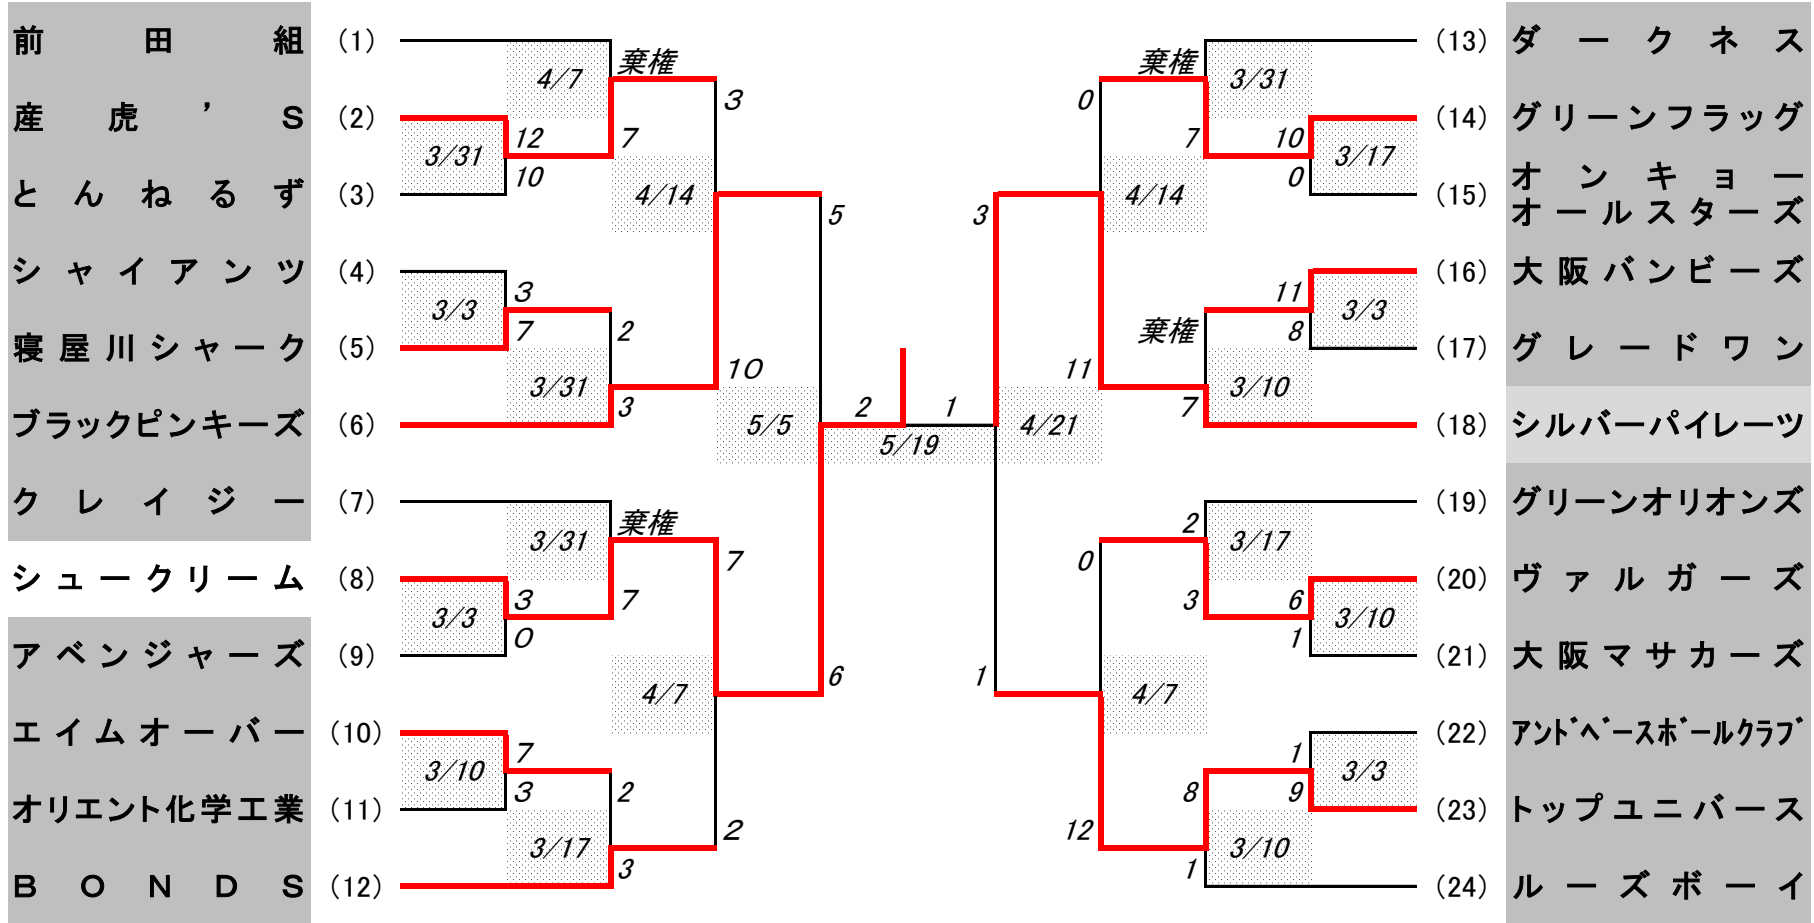 前田組 (1)
産虎’S (2)
とんねるず (3)
シャイアンツ (4)
寝屋川シャーク (5)
ブラックピンキーズ (6)
クレイジー (7)
シュークリーム (8)
アベンジャーズ (9)
エイムオーバー (10)
オリエント化学工業 (11)
BONDS (12)
4/7
棄権
7
3/31
12
10
3
4/14
3/3
3
7
2
3/31
3
10
5
5/5
3/31
棄権
7
3/3
3
0
7
4/7
6
3/10
7
3
2
3/17
3
2
2
1
5/19
(13) ダークネス
(14) グリーンフラッグ
(15) オンキョー
オールスターズ
(16) 大阪バンビーズ
(17) グレードワン
(18) シルバーパイレーツ
(19) グリーンオリオンズ
(20) ヴァルガーズ
(21) 大阪マサカーズ
(22) アンドベースボールクラブ
(23) トップユニバース
(24) ルーズボーイ
棄権
3/31
0
7
10
3/17
0
3
4/14
11
3/3
8
棄権
3/10
7
11
4/21
2
3/17
0
3
6
3/10
1
1
4/7
1
3/3
9
8
3/10
1
12